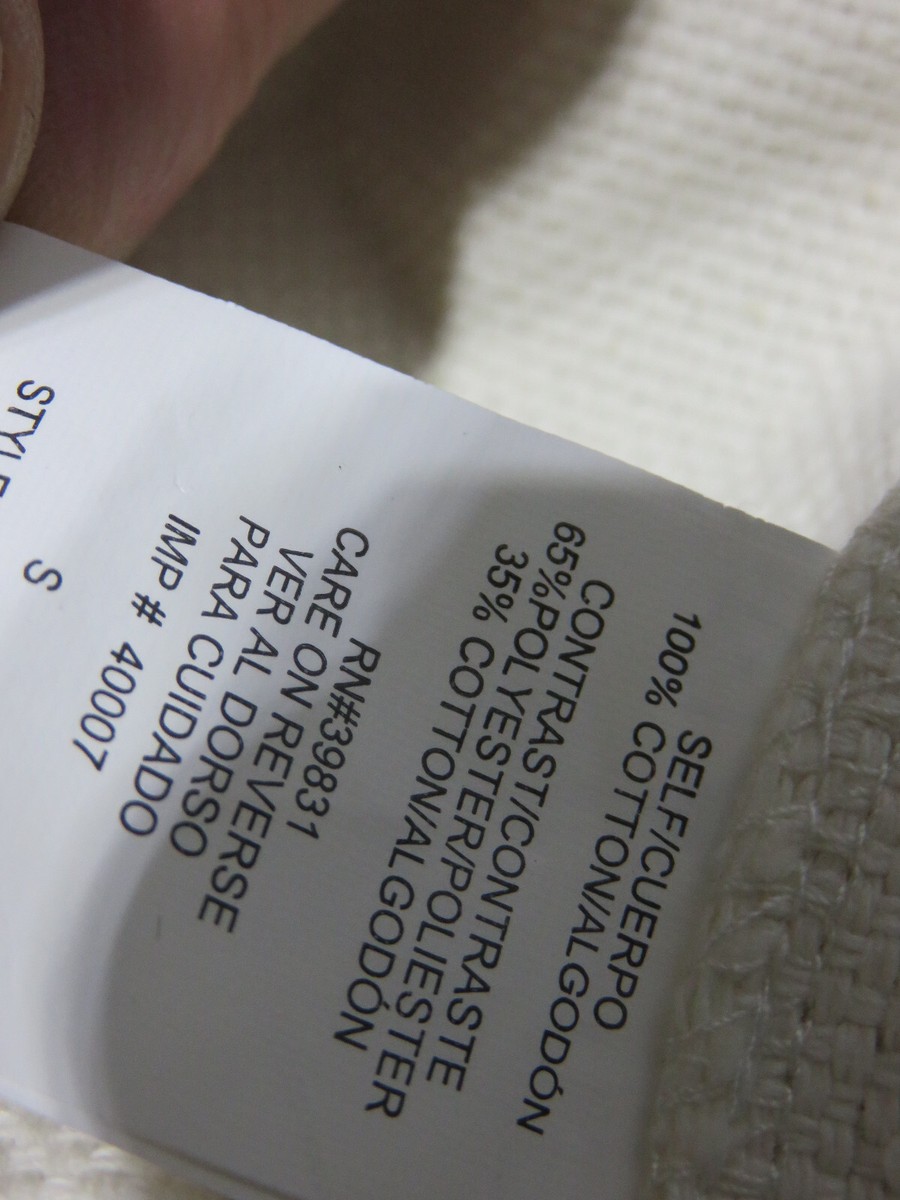 SELF/CUERPO
100% COTTON/ALGODÓN
CONTRAST/CONTRASTE
65%POLYESTER/POLIESTER
35% COTTON/ALGODÓN
RN#39831
CARE ON REVERSE
VER AL DORSO
PARA CUIDADO
IMP # 40007
S